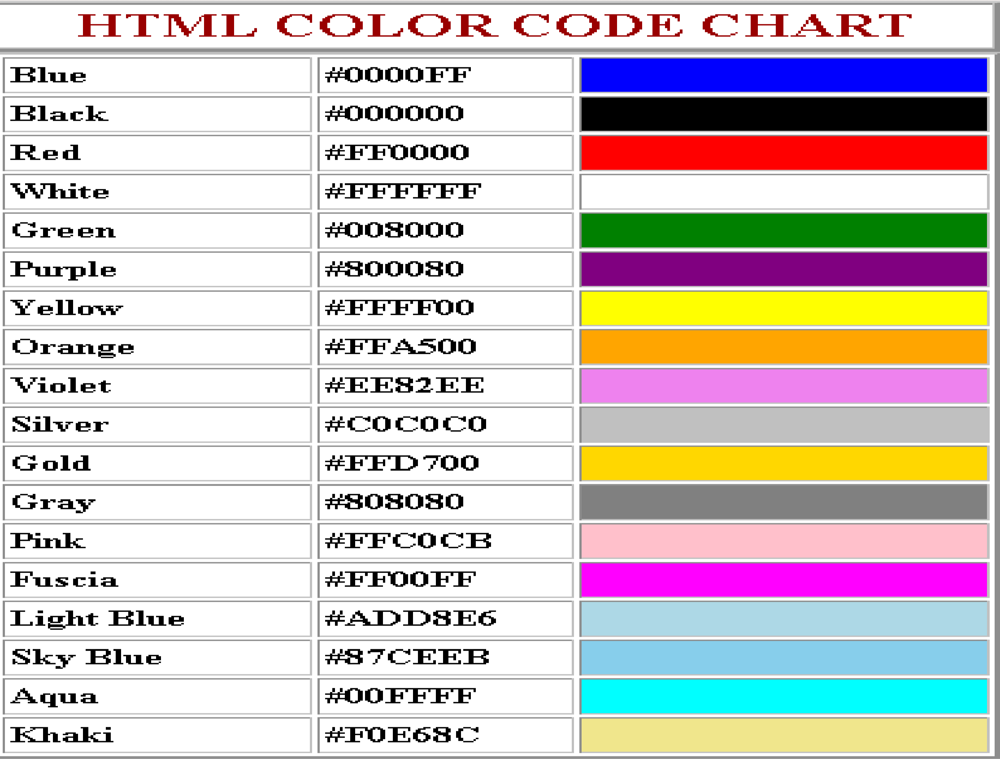 HTML COLOR CODE CHART
Blue #0000FF
Black #000000
Red #FF0000
White #FFFFFF
Green #008000
Purple #800080
Yellow #FFFF00
Orange #FFA500
Violet #EE82EE
Silver #C0C0C0
Gold #FFD700
Gray #808080
Pink #FFC0CB
Fuscia #FF00FF
Light Blue #ADD8E6
Sky Blue #87CEEB
Aqua #00FFFF
Khaki #F0E68C